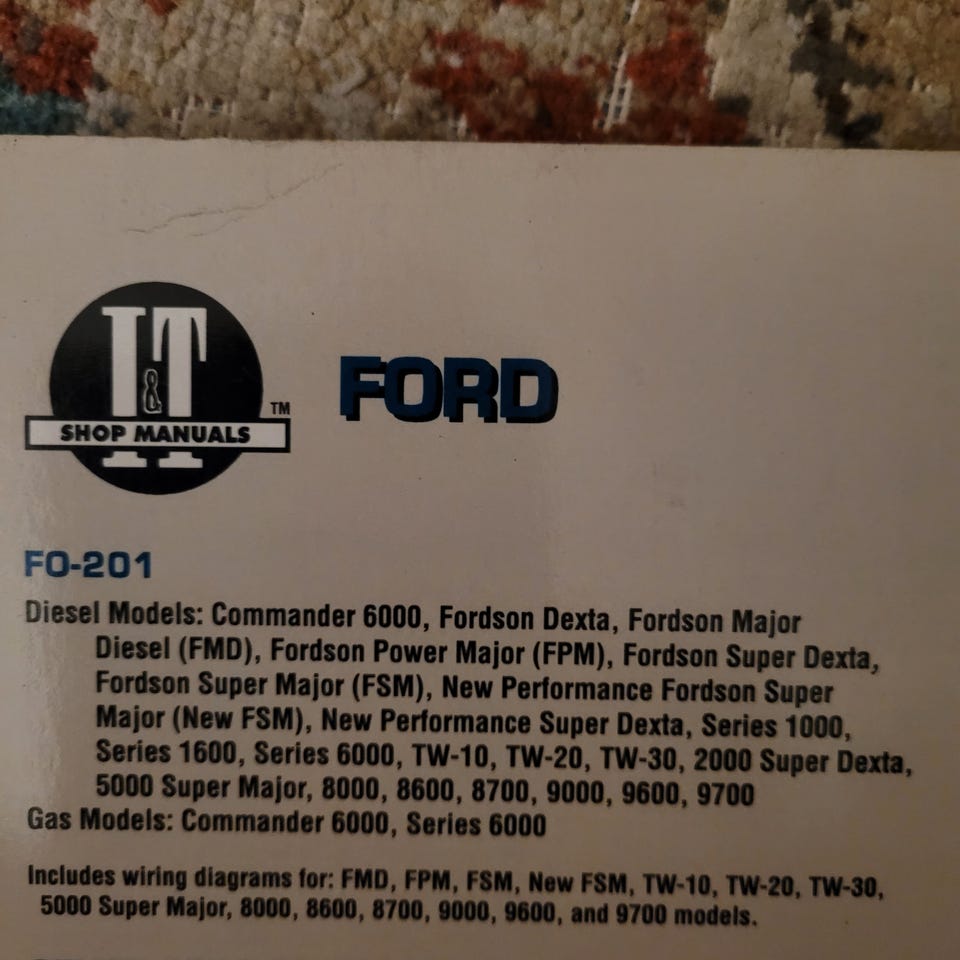 I&T
™
SHOP MANUALS
FORD
FO-201
Diesel Models: Commander 6000, Fordson Dexta, Fordson Major
Diesel (FMD), Fordson Power Major (FPM), Fordson Super Dexta,
Fordson Super Major (FSM), New Performance Fordson Super
Major (New FSM), New Performance Super Dexta, Series 1000,
Series 1600, Series 6000, TW-10, TW-20, TW-30, 2000 Super Dexta,
5000 Super Major, 8000, 8600, 8700, 9000, 9600, 9700
Gas Models: Commander 6000, Series 6000
Includes wiring diagrams for: FMD, FPM, FSM, New FSM, TW-10, TW-20, TW-30,
5000 Super Major, 8000, 8600, 8700, 9000, 9600, and 9700 models.